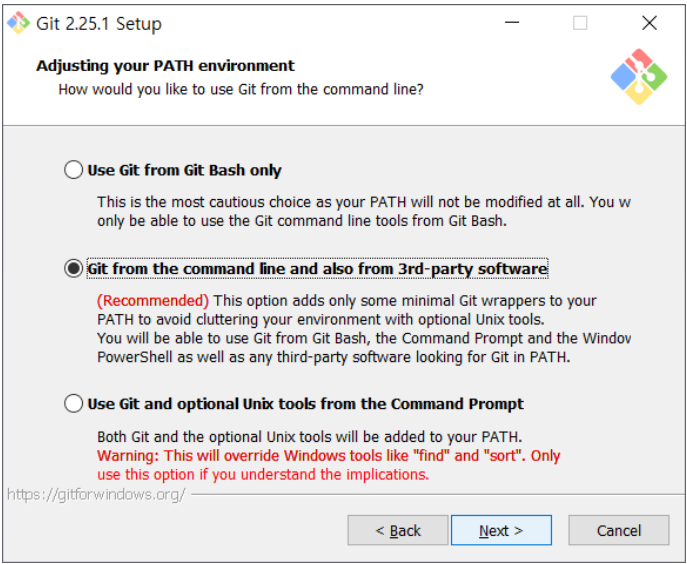 Git 2.25.1 Setup
Adjusting your PATH environment
How would you like to use Git from the command line?
Use Git from Git Bash only
This is the most cautious choice as your PATH will not be modified at all. You w
only be able to use the Git command line tools from Git Bash.
Git from the command line and also from 3rd-party software
(Recommended) This option adds only some minimal Git wrappers to your
PATH to avoid cluttering your environment with optional Unix tools.
You will be able to use Git from Git Bash, the Command Prompt and the Window
PowerShell as well as any third-party software looking for Git in PATH.
Use Git and optional Unix tools from the Command Prompt
Both Git and the optional Unix tools will be added to your PATH.
Warning: This will override Windows tools like "find" and "sort". Only
use this option if you understand the implications.
https://gitforwindows.org/
< Back Next > Cancel